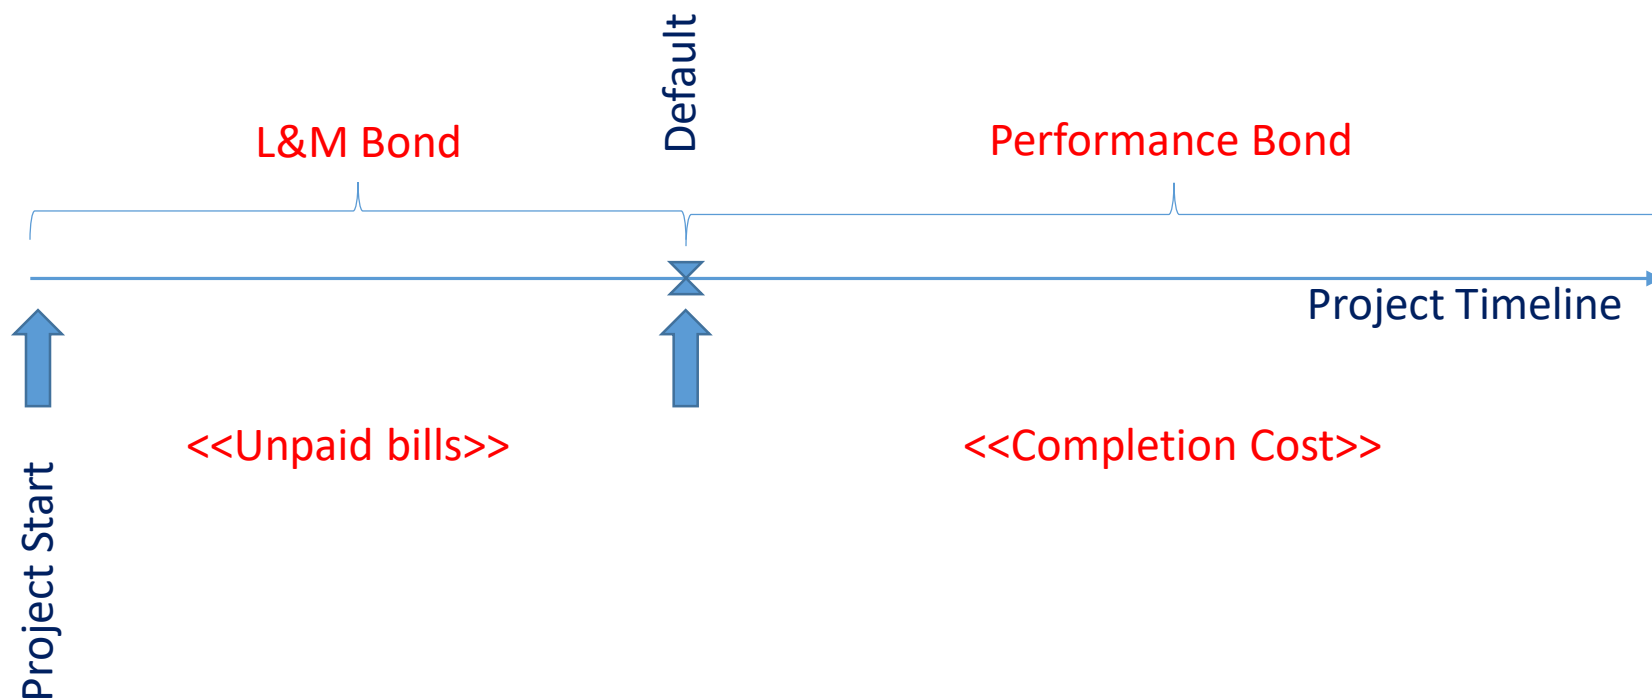 Default
L&M Bond
Performance Bond
Project Timeline
<<Unpaid bills>>
<<Completion Cost>>
Project Start